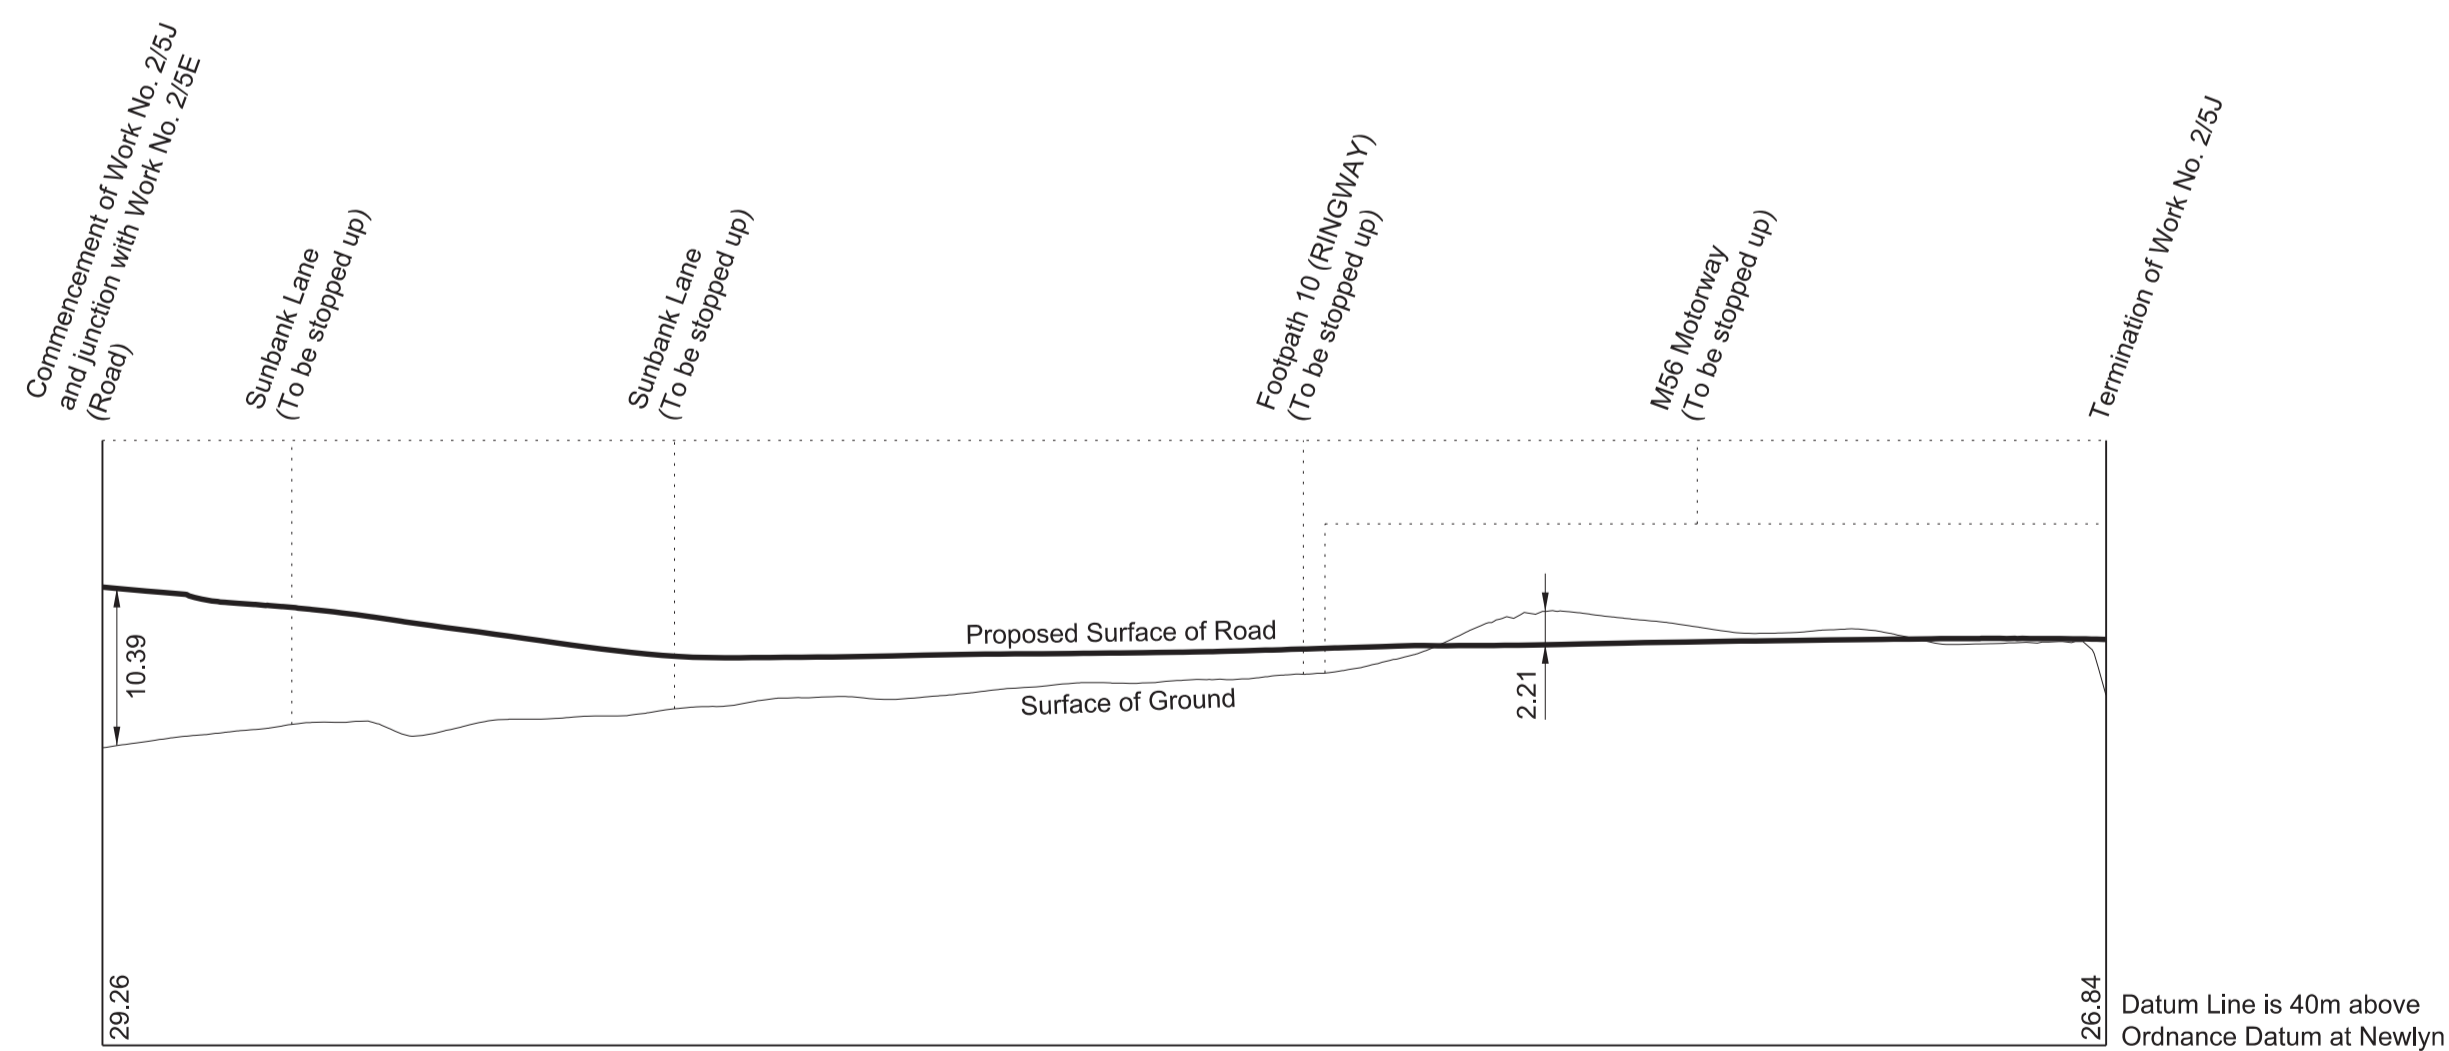 Commencement of Work No. 2/5J
and junction with Work No. 2/5E
(Road)
Sunbank Lane
(To be stopped up)
Sunbank Lane
(To be stopped up)
Footpath 10 (RINGWAY)
(To be stopped up)
M56 Motorway
(To be stopped up)
Termination of Work No. 2/5J
10.39
Proposed Surface of Road
Surface of Ground
2.21
29.26
26.84
Datum Line is 40m above
Ordnance Datum at Newlyn